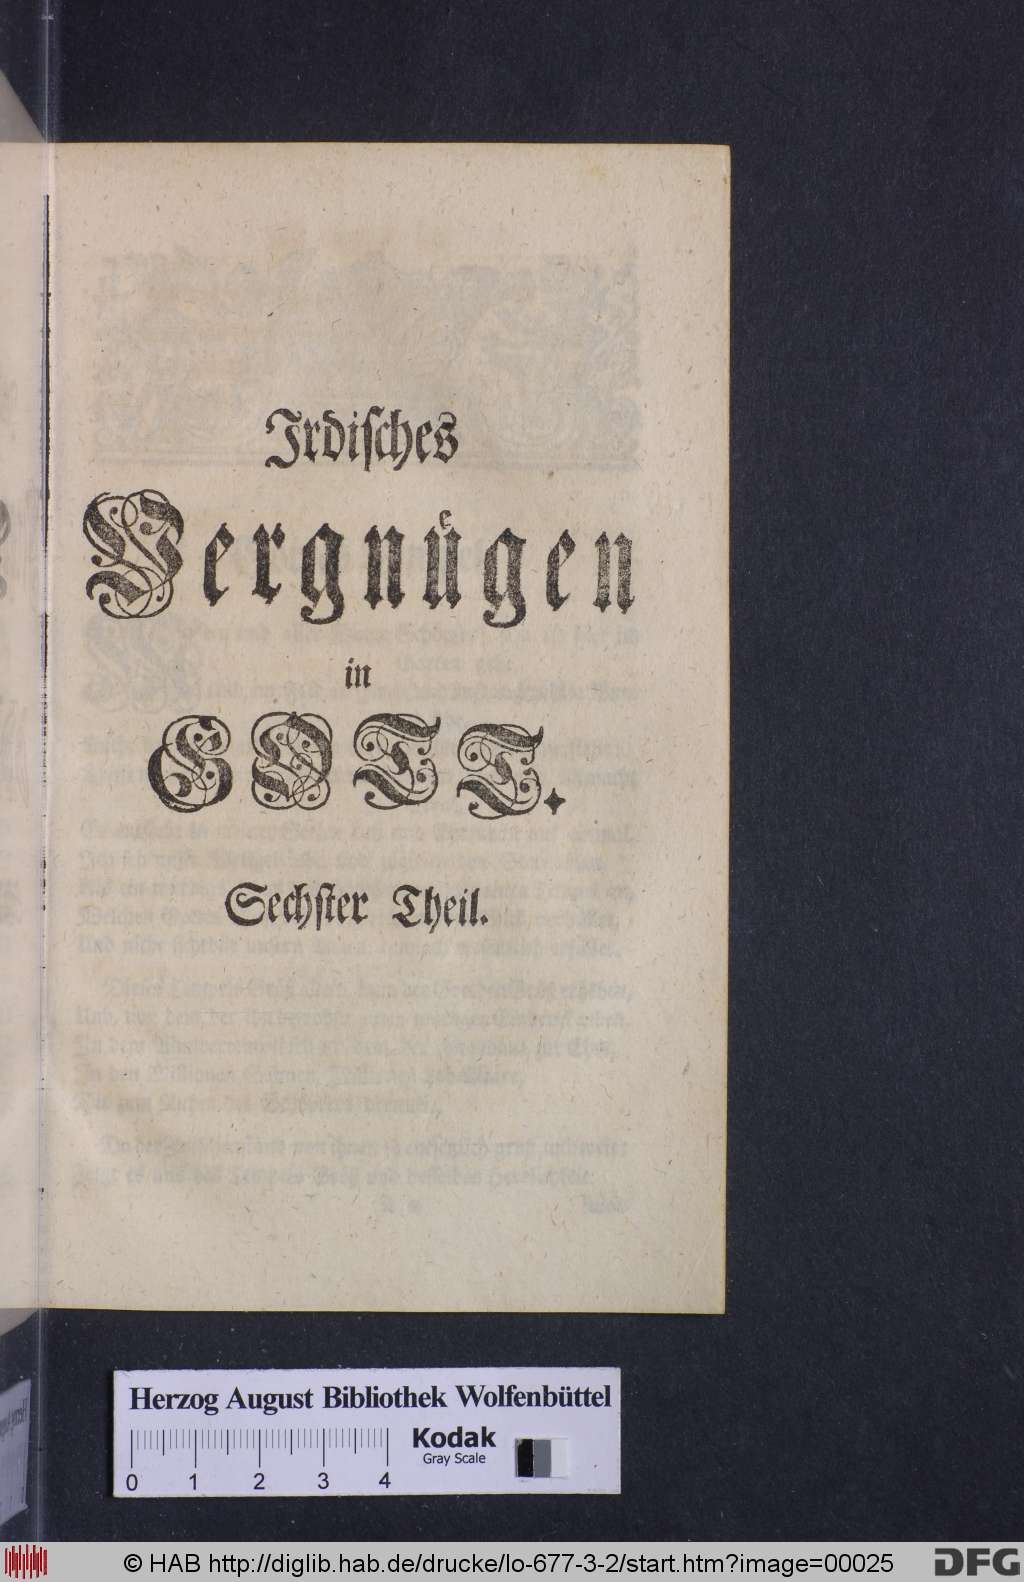 Irdisches
Vergnügen
in
GOTT.
Sechster Theil.
Herzog August Bibliothek Wolfenbüttel
Kodak
Gray Scale
0 1 2 3 4
© HAB http://diglib.hab.de/drucke/lo-677-3-2/start.htm?image=00025
DFG